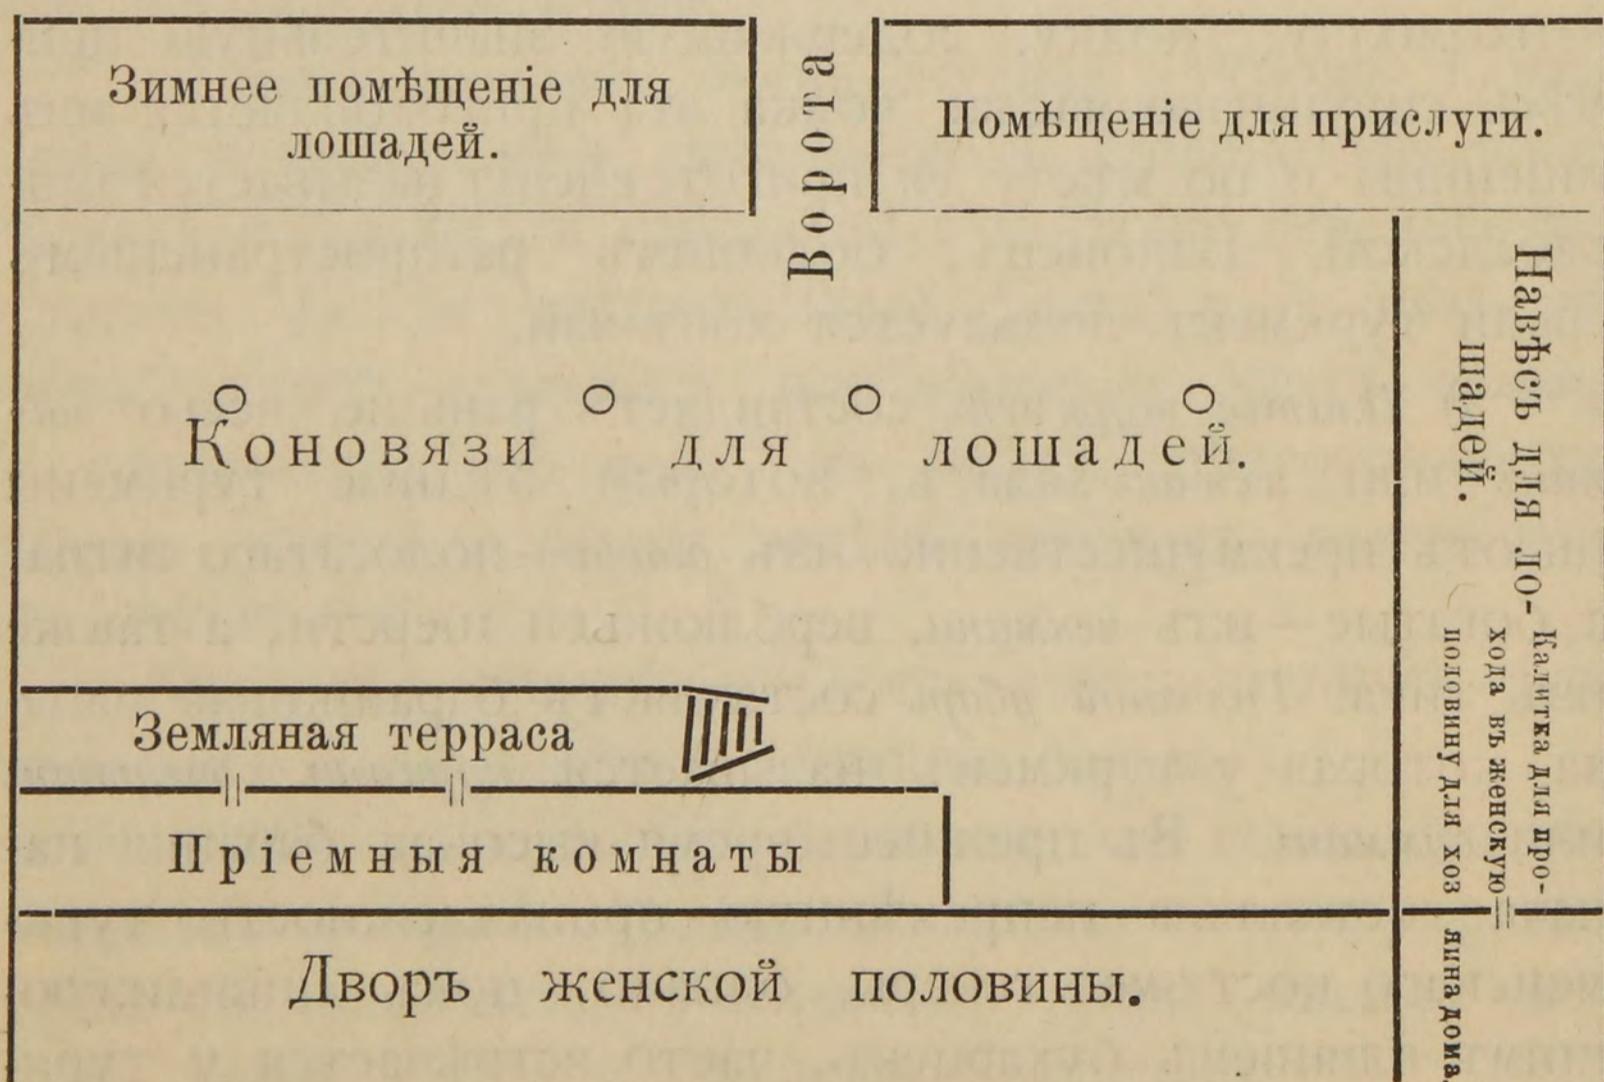 Зимнее помѣщеніе для
лошадей.
Ворота
Помѣщеніе для прислуги.
Навѣсъ для ло-
шадей.
Коновязи для лошадей.
Калитка для про-
хода въ женскую
половину для хоз
яина дома.
Земляная терраса
Пріемныя комнаты
Дворъ женской половины.